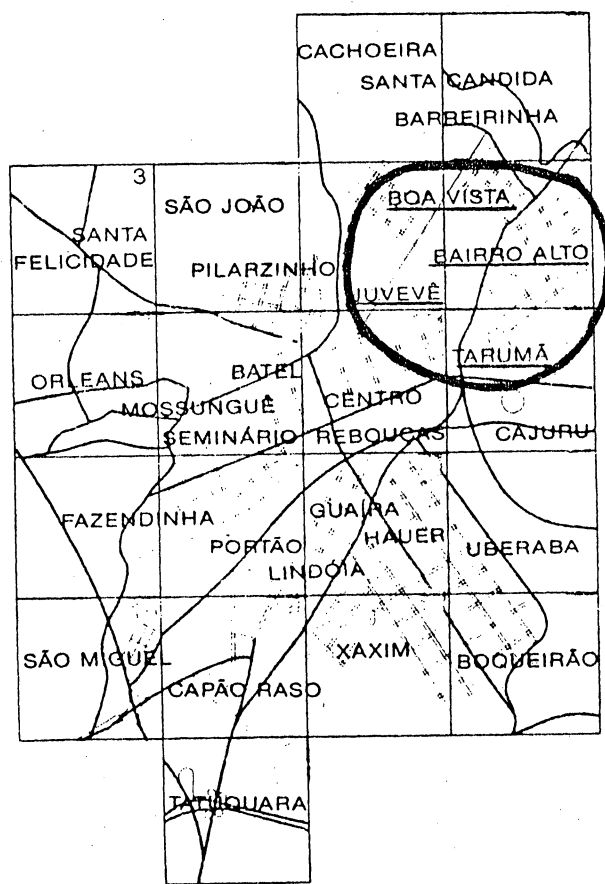 CACHOEIRA
SANTA CANDIDA
BARREIRINHA
3
SÃO JOÃO
BOA VISTA
SANTA
FELICIDADE
PILARZINHO
BAIRRO ALTO
JUVEVÊ
ORLEANS
BATEL
TARUMÃ
MOSSUNGUÊ
CENTRO
SEMINÁRIO
REBOUÇAS
CAJURU
FAZENDINHA
GUAÍRA
PORTÃO
HAUER
UBERABA
LINDÓIA
SÃO MIGUEL
XAXIM
BOQUEIRÃO
CAPÃO RASO
TATUQUARA